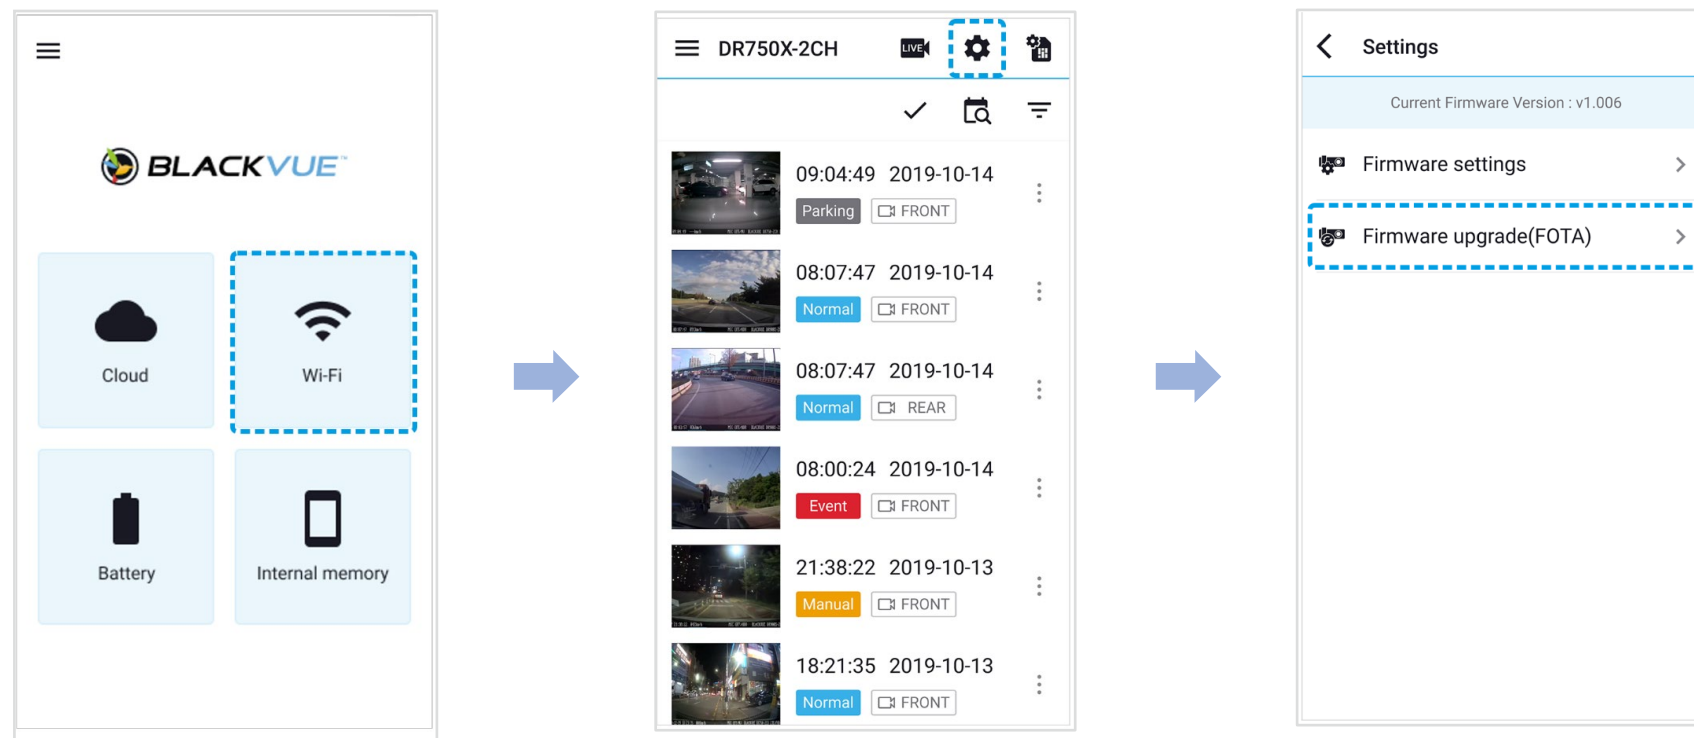 BLACKVUE™
Cloud
Wi-Fi
Battery
Internal memory
DR750X-2CH
LIVE
09:04:49 2019-10-14
Parking FRONT
08:07:47 2019-10-14
Normal FRONT
08:07:47 2019-10-14
Normal REAR
08:00:24 2019-10-14
Event FRONT
21:38:22 2019-10-13
Manual FRONT
18:21:35 2019-10-13
Normal FRONT
Settings
Current Firmware Version : v1.006
Firmware settings
Firmware upgrade(FOTA)